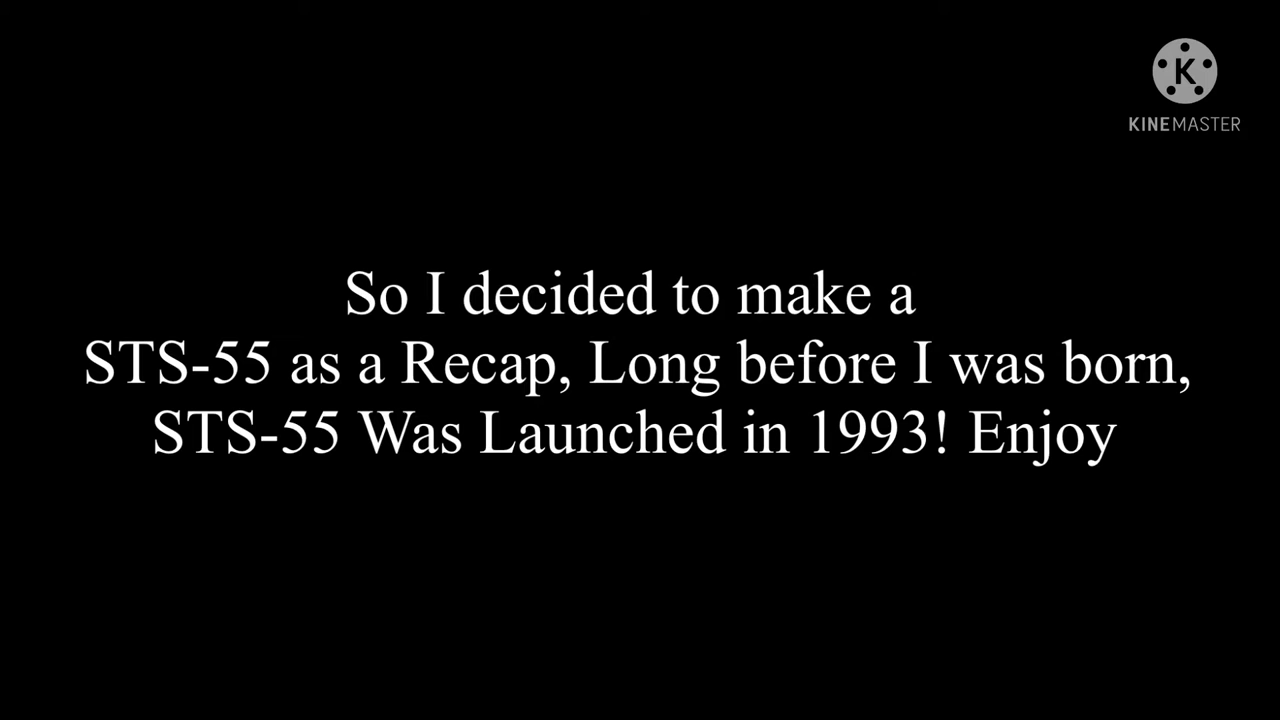 K
KINEMASTER
So I decided to make a
STS-55 as a Recap, Long before I was born,
STS-55 Was Launched in 1993! Enjoy